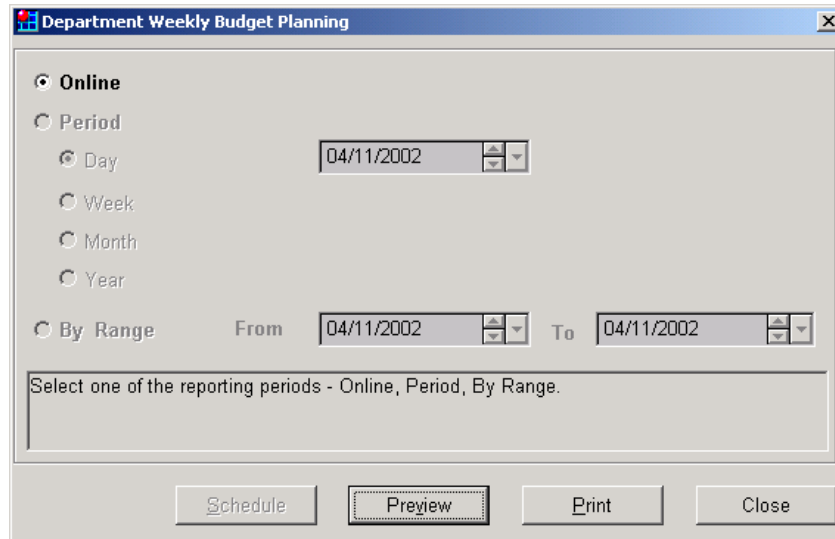 Department Weekly Budget Planning
Online
Period
Day 04/11/2002
Week
Month
Year
By Range From 04/11/2002 To 04/11/2002
Select one of the reporting periods - Online, Period, By Range.
Schedule Preview Print Close